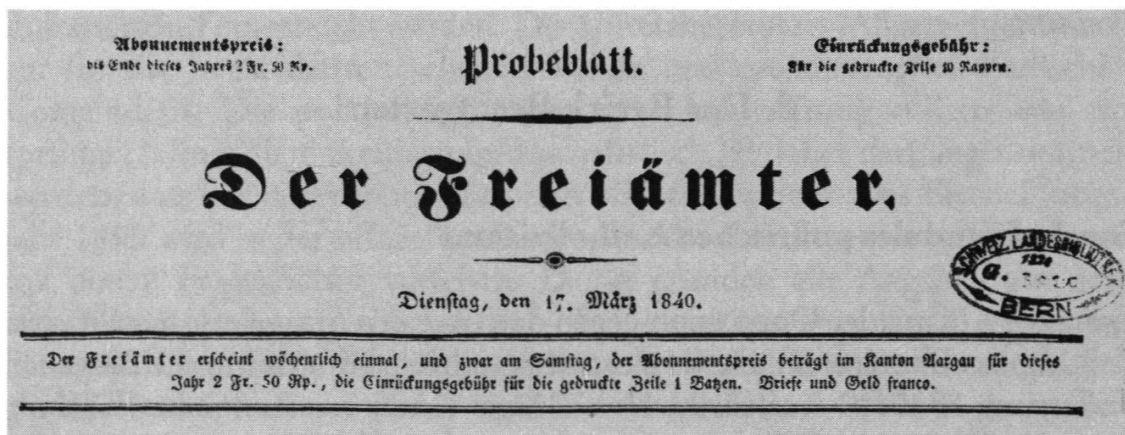 Abonnementspreis:
bis Ende dieses Jahres 2 Fr. 50 Rp.
Probeblatt.
Einrückungsgebühr:
Für die gedruckte Zeile 10 Rappen.
Der Freiämter.
Dienstag, den 17. März 1840.
SCHWEIZ. LANDESBIBLIOTHEK
BERN
Der Freiämter erscheint wöchentlich einmal, und zwar am Samstag, der Abonnementspreis beträgt im Kanton Aargau für dieses
Jahr 2 Fr. 50 Rp., die Einrückungsgebühr für die gedruckte Zeile 1 Batzen. Briefe und Geld franco.